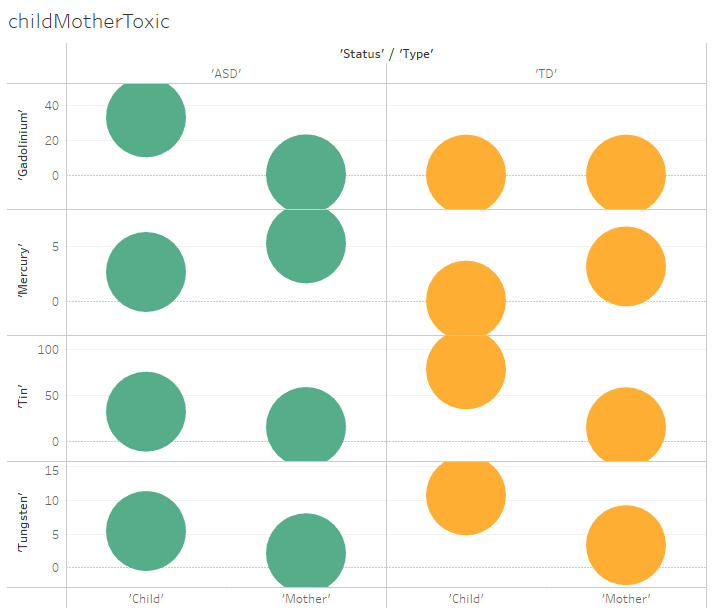 childMotherToxic
'Status' / 'Type'
'ASD' 'TD'
'Gadolinium'
40
20
0
'Mercury'
5
0
'Tin'
100
50
0
'Tungsten'
15
10
5
0
'Child' 'Mother' 'Child' 'Mother'